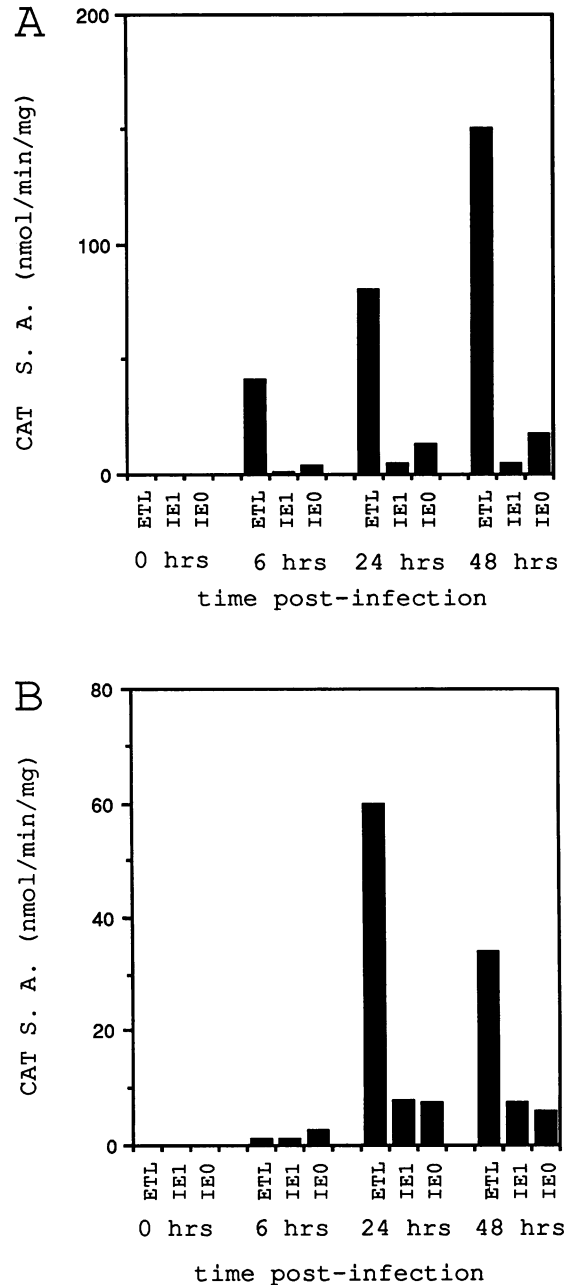 A
CAT S. A. (nmol/min/mg)
200
100
0
ETL IE1 IE0 ETL IE1 IE0 ETL IE1 IE0 ETL IE1 IE0
0 hrs 6 hrs 24 hrs 48 hrs
time post-infection
B
CAT S. A. (nmol/min/mg)
80
60
40
20
0
ETL IE1 IE0 ETL IE1 IE0 ETL IE1 IE0 ETL IE1 IE0
0 hrs 6 hrs 24 hrs 48 hrs
time post-infection